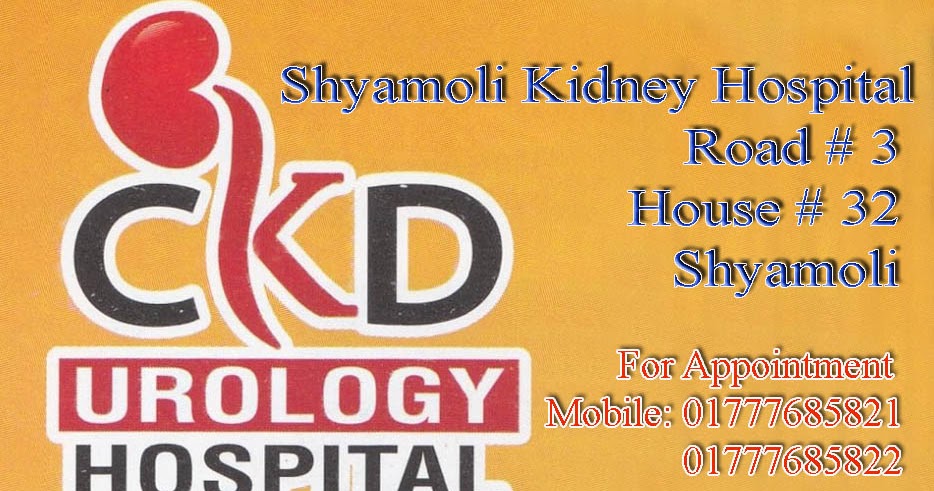 CKD
UROLOGY
HOSPITAL
Shyamoli Kidney Hospital
Road # 3
House # 32
Shyamoli
For Appointment
Mobile: 01777685821
01777685822